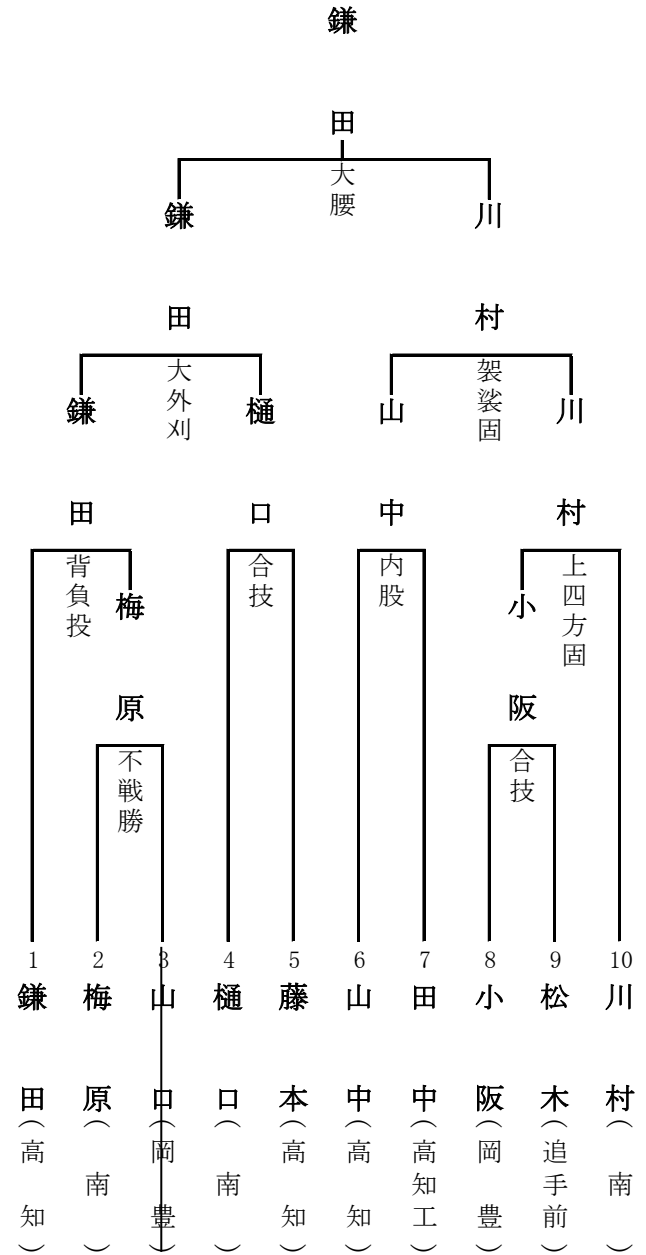 鎌田
大腰
鎌田
川村
大外刈
袈裟固
鎌田
樋口
山中
川村
背負投
合技
内股
上四方固
梅原
小阪
不戦勝
合技
1 鎌田（高知）
2 梅原（南）
3 山口（岡豊）
4 樋口（南）
5 藤本（高知）
6 山中（高知）
7 田中（高知工）
8 小阪（岡豊）
9 松木（追手前）
10 川村（南）